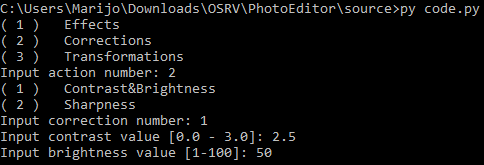 C:\Users\Marijo\Downloads\OSRV\PhotoEditor\source>py code.py
( 1 )   Effects
( 2 )   Corrections
( 3 )   Transformations
Input action number: 2
( 1 )   Contrast&Brightness
( 2 )   Sharpness
Input correction number: 1
Input contrast value [0.0 - 3.0]: 2.5
Input brightness value [1-100]: 50